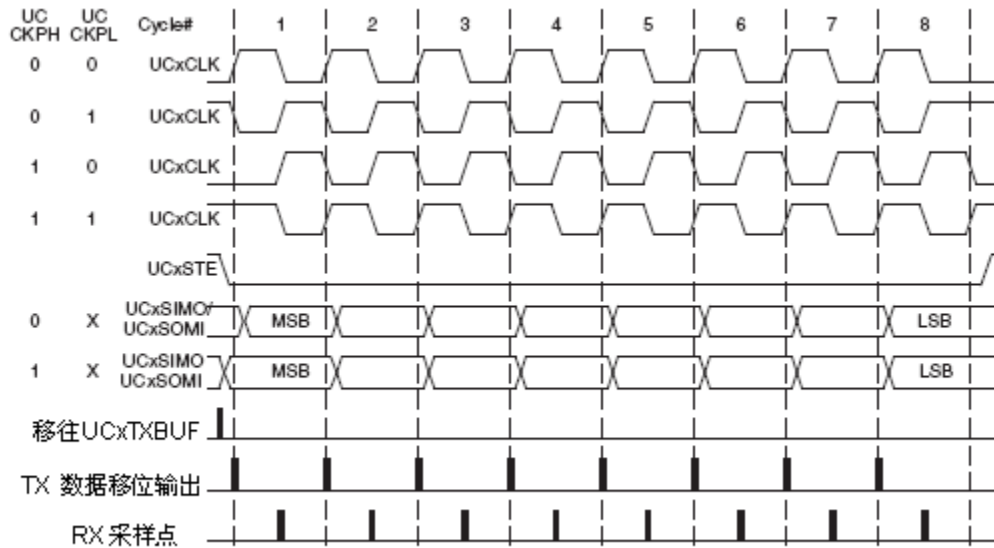 UC CKPH UC CKPL Cycle# 1 2 3 4 5 6 7 8
0 0 UCxCLK
0 1 UCxCLK
1 0 UCxCLK
1 1 UCxCLK
UCxSTE
0 X UCxSIMO/ UCxSOMI MSB LSB
1 X UCxSIMO UCxSOMI MSB LSB
移往UCxTXBUF
TX 数据移位输出
RX 采样点